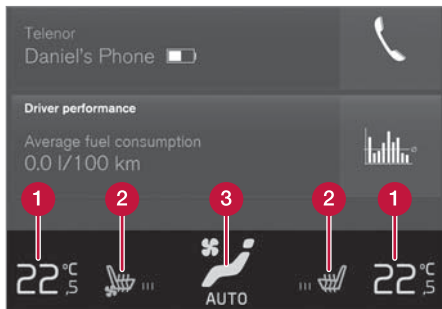 Telenor
Daniel's Phone
Driver performance
Average fuel consumption
0.0 l/100 km
1 2 3 2 1
22°C,5 22°C,5
AUTO